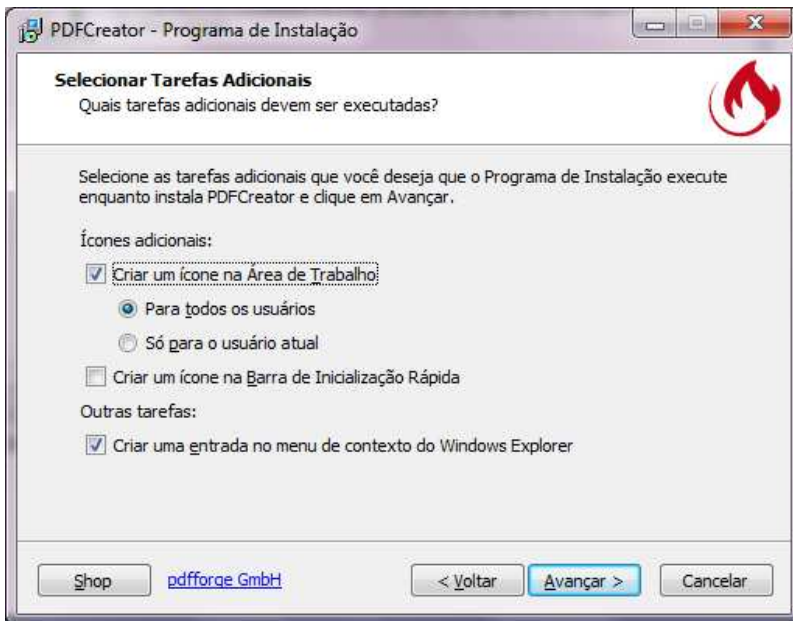 PDFCreator - Programa de Instalação
Selecionar Tarefas Adicionais
Quais tarefas adicionais devem ser executadas?
Selecione as tarefas adicionais que você deseja que o Programa de Instalação execute
enquanto instala PDFCreator e clique em Avançar.
Ícones adicionais:
Criar um ícone na Área de Trabalho
Para todos os usuários
Só para o usuário atual
Criar um ícone na Barra de Inicialização Rápida
Outras tarefas:
Criar uma entrada no menu de contexto do Windows Explorer
Shop pdfforge GmbH < Voltar Avançar > Cancelar